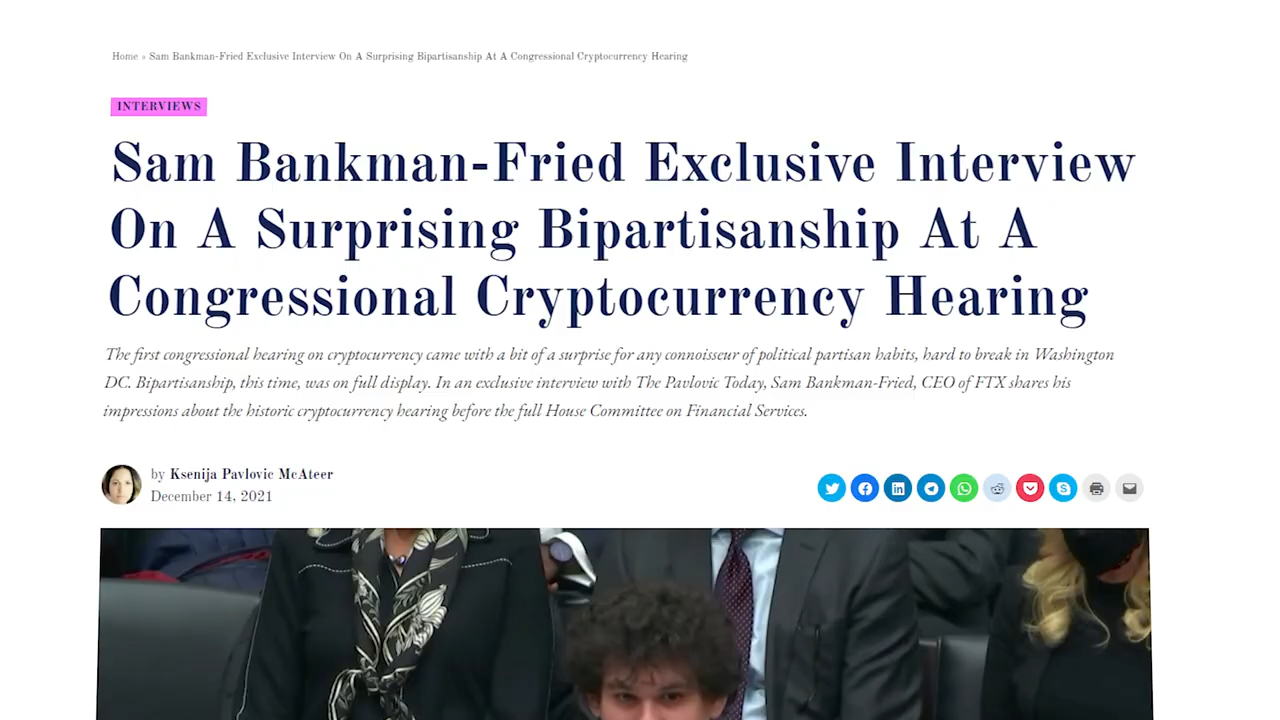 Home » Sam Bankman-Fried Exclusive Interview On A Surprising Bipartisanship At A Congressional Cryptocurrency Hearing
INTERVIEWS
Sam Bankman-Fried Exclusive Interview
On A Surprising Bipartisanship At A
Congressional Cryptocurrency Hearing
The first congressional hearing on cryptocurrency came with a bit of a surprise for any connoisseur of political partisan habits, hard to break in Washington
DC. Bipartisanship, this time, was on full display. In an exclusive interview with The Pavlovic Today, Sam Bankman-Fried, CEO of FTX shares his
impressions about the historic cryptocurrency hearing before the full House Committee on Financial Services.
by Ksenija Pavlovic McAteer
December 14, 2021